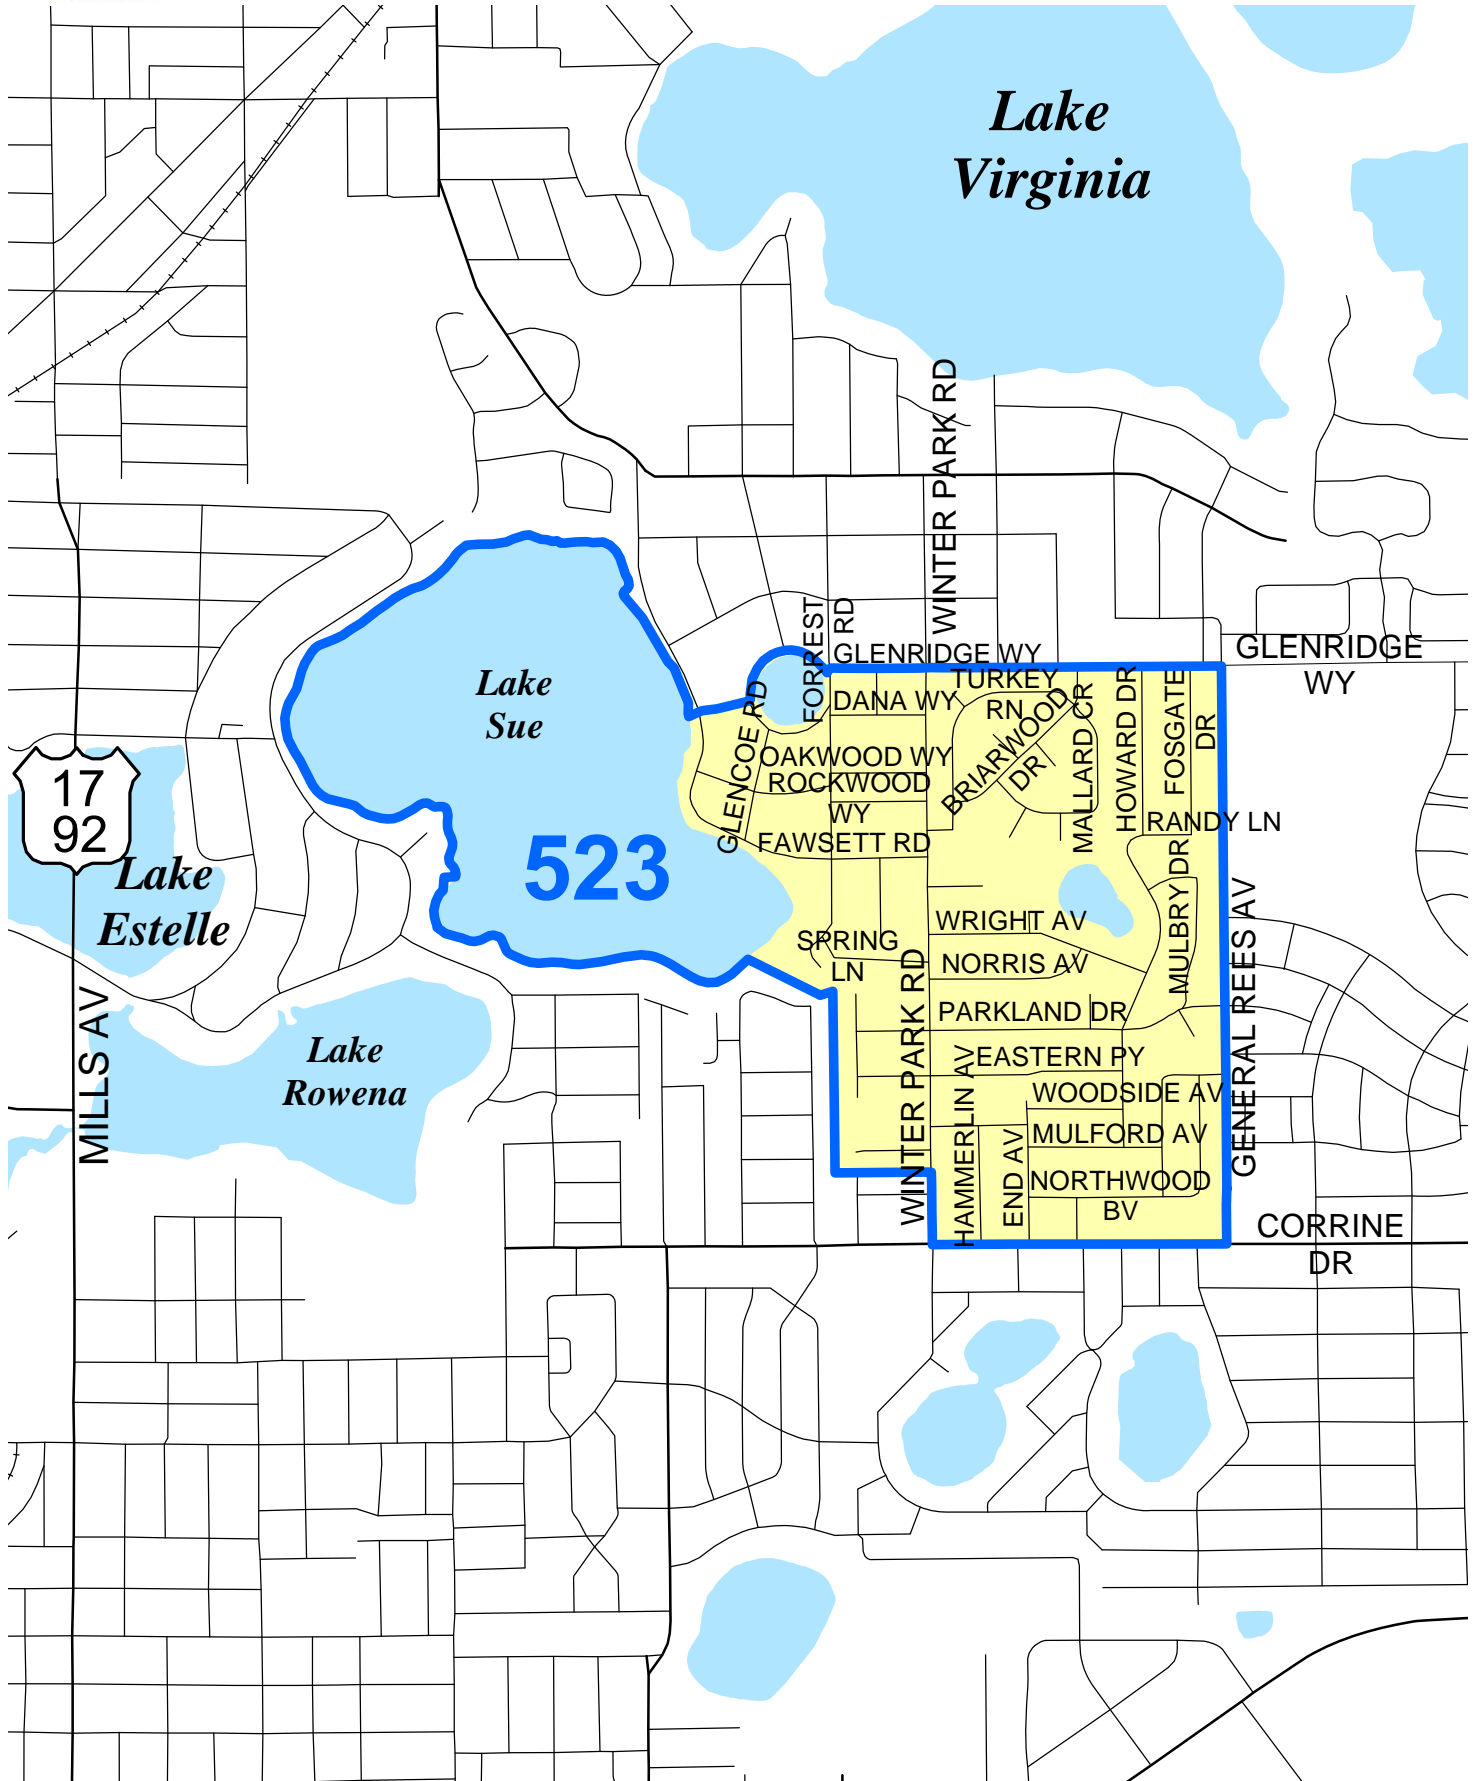 Lake
Virginia
WINTER PARK RD
FORREST
RD
GLENRIDGE WY
GLENRIDGE
WY
Lake
Sue
GLENCOE RD
DANA WY
TURKEY
RN
OAKWOOD WY
ROCKWOOD
WY
BRIARWOOD
DR
MALLARD CR
HOWARD DR
FOSGATE
DR
17
92
523
FAWSETT RD
RANDY LN
Lake
Estelle
MULBRY DR
WRIGHT AV
SPRING
LN
NORRIS AV
GENERAL REES AV
MILLS AV
Lake
Rowena
WINTER PARK RD
PARKLAND DR
EASTERN PY
HAMMERLIN AV
WOODSIDE AV
MULFORD AV
END AV
NORTHWOOD
BV
CORRINE
DR